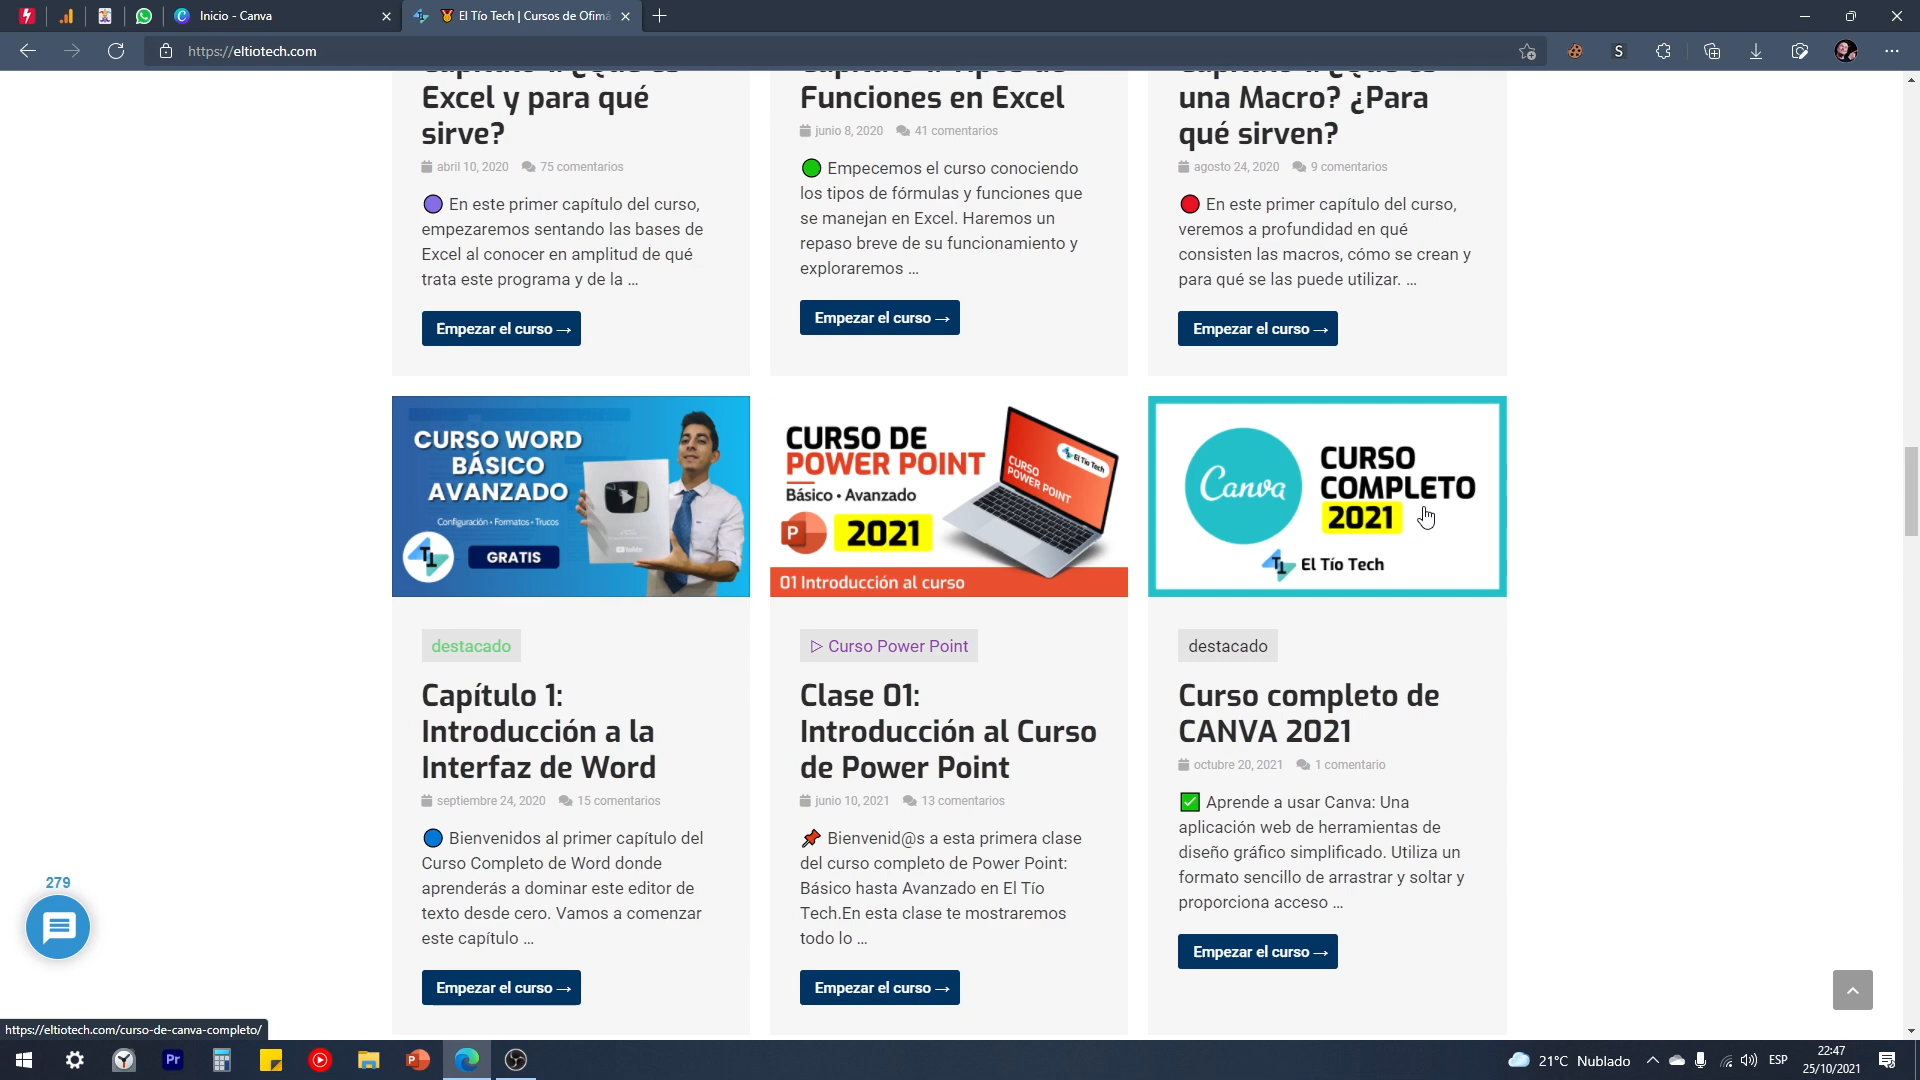 Inicio - Canva
El Tío Tech | Cursos de Ofimá
https://eltiotech.com
S
Excel y para qué
sirve?
abril 10, 2020 75 comentarios
En este primer capítulo del curso,
empezaremos sentando las bases de
Excel al conocer en amplitud de qué
trata este programa y de la ...
Empezar el curso →
Funciones en Excel
junio 8, 2020 41 comentarios
Empecemos el curso conociendo
los tipos de fórmulas y funciones que
se manejan en Excel. Haremos un
repaso breve de su funcionamiento y
exploraremos ...
Empezar el curso →
una Macro? ¿Para
qué sirven?
agosto 24, 2020 9 comentarios
En este primer capítulo del curso,
veremos a profundidad en qué
consisten las macros, cómo se crean y
para qué se las puede utilizar. ...
Empezar el curso →
CURSO WORD
BÁSICO
AVANZADO
Configuración • Formatos • Trucos
GRATIS
destacado
Capítulo 1:
Introducción a la
Interfaz de Word
septiembre 24, 2020 15 comentarios
Bienvenidos al primer capítulo del
Curso Completo de Word donde
aprenderás a dominar este editor de
texto desde cero. Vamos a comenzar
este capítulo ...
Empezar el curso →
CURSO DE
POWER POINT
Básico • Avanzado
P 2021
El Tío Tech
CURSO
POWER POINT
01 Introducción al curso
▷ Curso Power Point
Clase 01:
Introducción al Curso
de Power Point
junio 10, 2021 13 comentarios
Bienvenid@s a esta primera clase
del curso completo de Power Point:
Básico hasta Avanzado en El Tío
Tech.En esta clase te mostraremos
todo lo ...
Empezar el curso →
Canva
CURSO
COMPLETO
2021
El Tío Tech
destacado
Curso completo de
CANVA 2021
octubre 20, 2021 1 comentario
Aprende a usar Canva: Una
aplicación web de herramientas de
diseño gráfico simplificado. Utiliza un
formato sencillo de arrastrar y soltar y
proporciona acceso ...
Empezar el curso →
279
https://eltiotech.com/curso-de-canva-completo/
Pr
21°C Nublado
ESP
22:47
25/10/2021